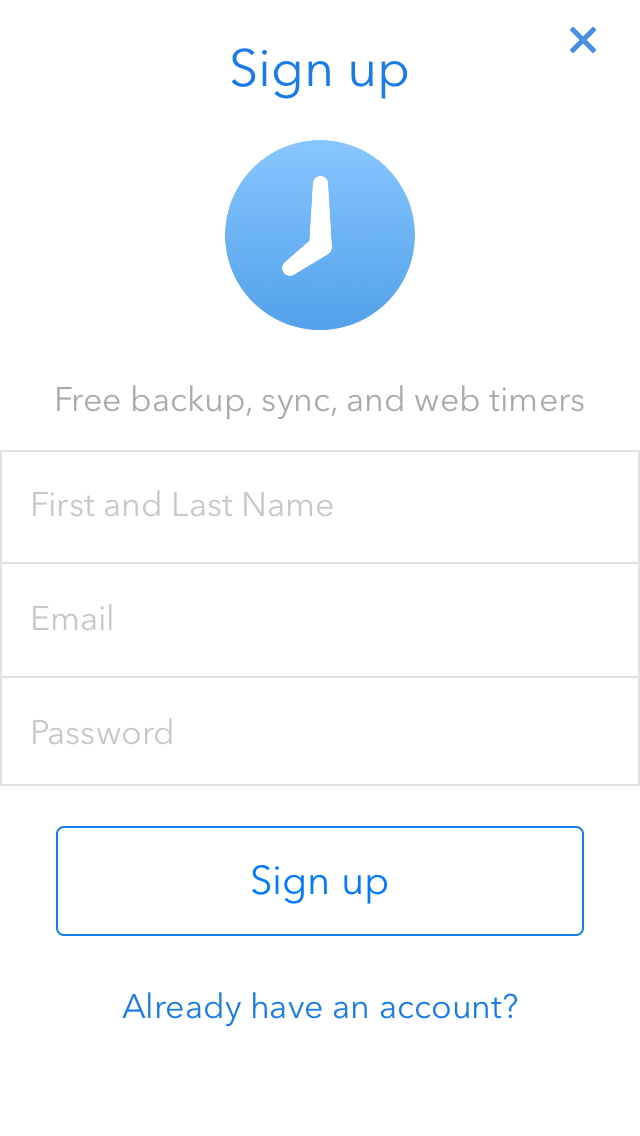 Sign up
Free backup, sync, and web timers
First and Last Name
Email
Password
Sign up
Already have an account?